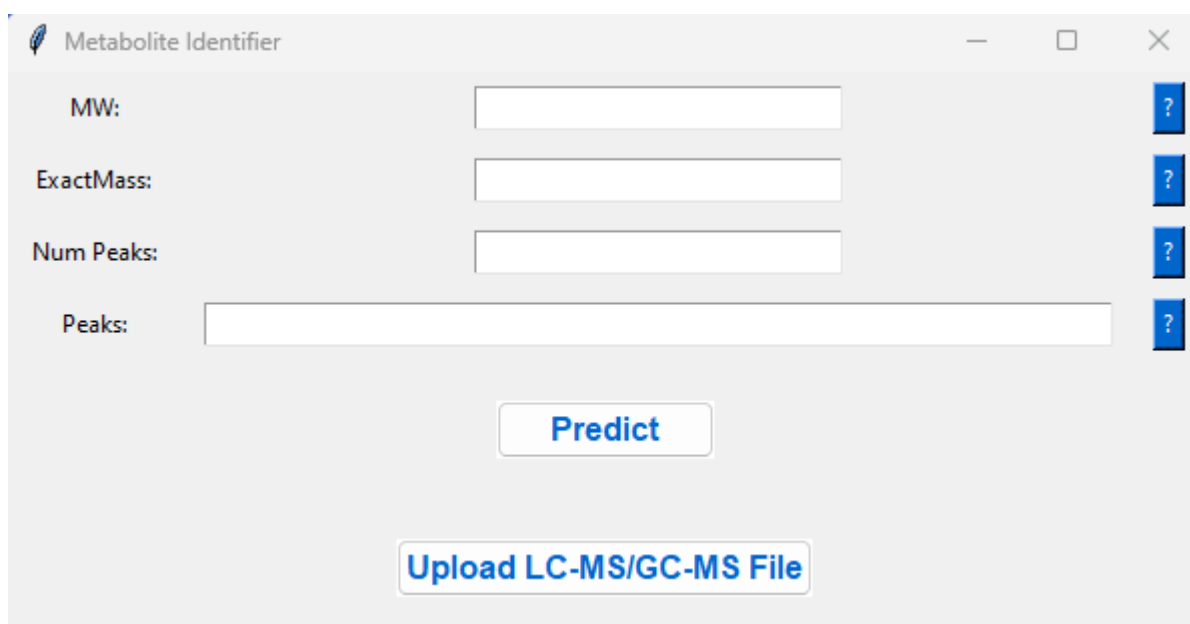 Metabolite Identifier
MW: ?
ExactMass: ?
Num Peaks: ?
Peaks: ?
Predict
Upload LC-MS/GC-MS File